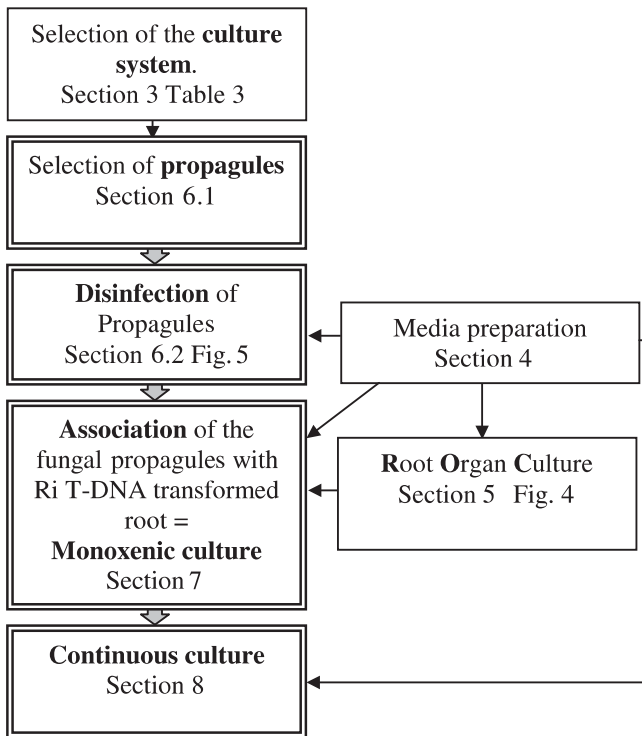 Selection of the culture
system.
Section 3 Table 3
Selection of propagules
Section 6.1
Disinfection of
Propagules
Section 6.2 Fig. 5
Media preparation
Section 4
Association of the
fungal propagules with
Ri T-DNA transformed
root =
Monoxenic culture
Section 7
Root Organ Culture
Section 5 Fig. 4
Continuous culture
Section 8